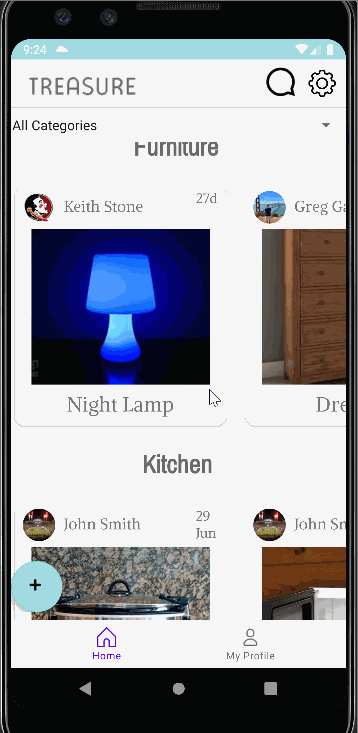 9:24
TREASURE
All Categories
Furniture
Keith Stone
27d
Greg Ga
Night Lamp
Dre
Kitchen
John Smith
29
Jun
John Sm
+
Home
My Profile